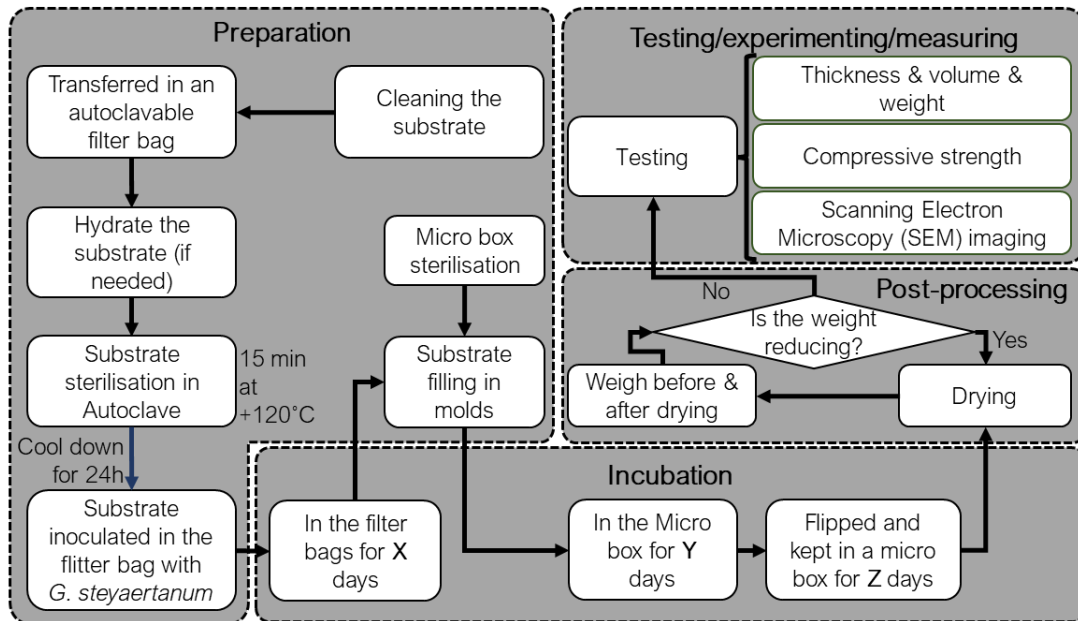 Preparation
Cleaning the
substrate
Transferred in an
autoclavable
filter bag
Hydrate the
substrate (if
needed)
Substrate
sterilisation in
Autoclave
15 min
at
+120°C
Cool down
for 24h
Substrate
inoculated in the
flitter bag with
G. steyaertanum
Micro box
sterilisation
Substrate
filling in
molds
Incubation
In the filter
bags for X
days
In the Micro
box for Y
days
Flipped and
kept in a micro
box for Z days
Post-processing
Drying
Weigh before &
after drying
Is the weight
reducing?
Yes
No
Testing/experimenting/measuring
Testing
Thickness & volume &
weight
Compressive strength
Scanning Electron
Microscopy (SEM) imaging